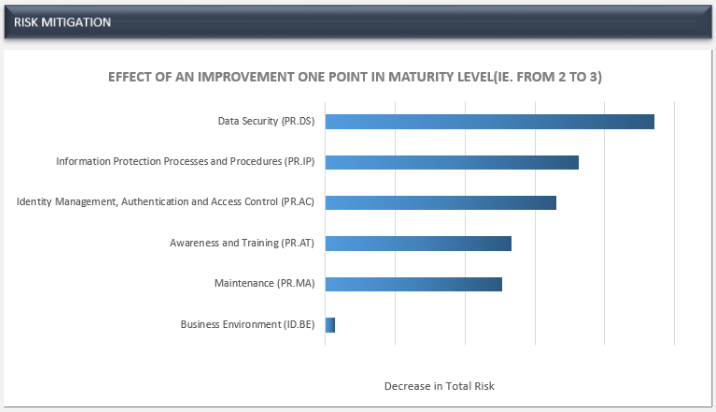 RISK MITIGATION
EFFECT OF AN IMPROVEMENT ONE POINT IN MATURITY LEVEL(IE. FROM 2 TO 3)
Data Security (PR.DS)
Information Protection Processes and Procedures (PR.IP)
Identity Management, Authentication and Access Control (PR.AC)
Awareness and Training (PR.AT)
Maintenance (PR.MA)
Business Environment (ID.BE)
Decrease in Total Risk